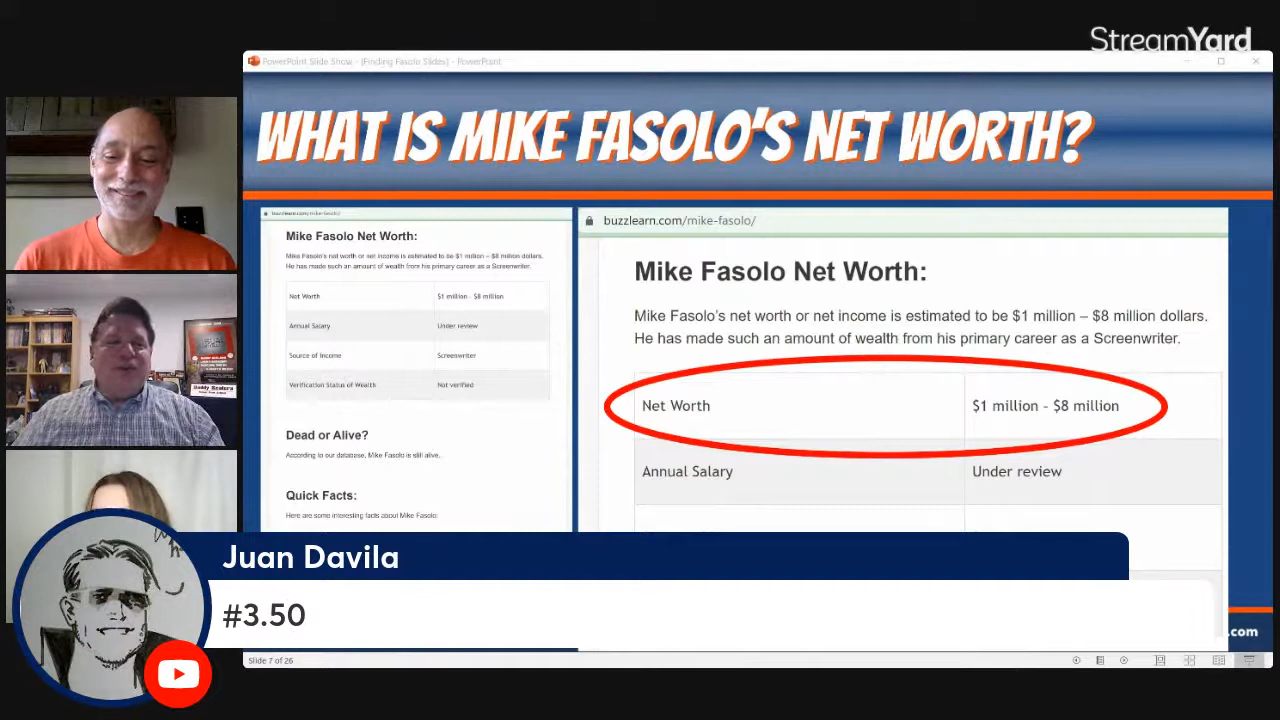 StreamYard
PowerPoint Slide Show - [Finding Fasolo Slides] - PowerPoint
WHAT IS MIKE FASOLO'S NET WORTH?
buzzlearn.com/mike-fasolo/
Mike Fasolo Net Worth:
Mike Fasolo's net worth or net income is estimated to be $1 million – $8 million dollars.
He has made such an amount of wealth from his primary career as a Screenwriter.
Net Worth $1 million - $8 million
Annual Salary Under review
Source of Income Screeswriter
Verification Status of Wealth Not verified
Dead or Alive?
According to our database, Mike Fasolo is still alive.
Quick Facts:
Here are some interesting facts about Mike Fasolo:
buzzlearn.com/mike-fasolo/
Mike Fasolo Net Worth:
Mike Fasolo's net worth or net income is estimated to be $1 million – $8 million dollars.
He has made such an amount of wealth from his primary career as a Screenwriter.
Net Worth $1 million - $8 million
Annual Salary Under review
Buddy Scalera
Juan Davila
#3.50
.com
Slide 7 of 26